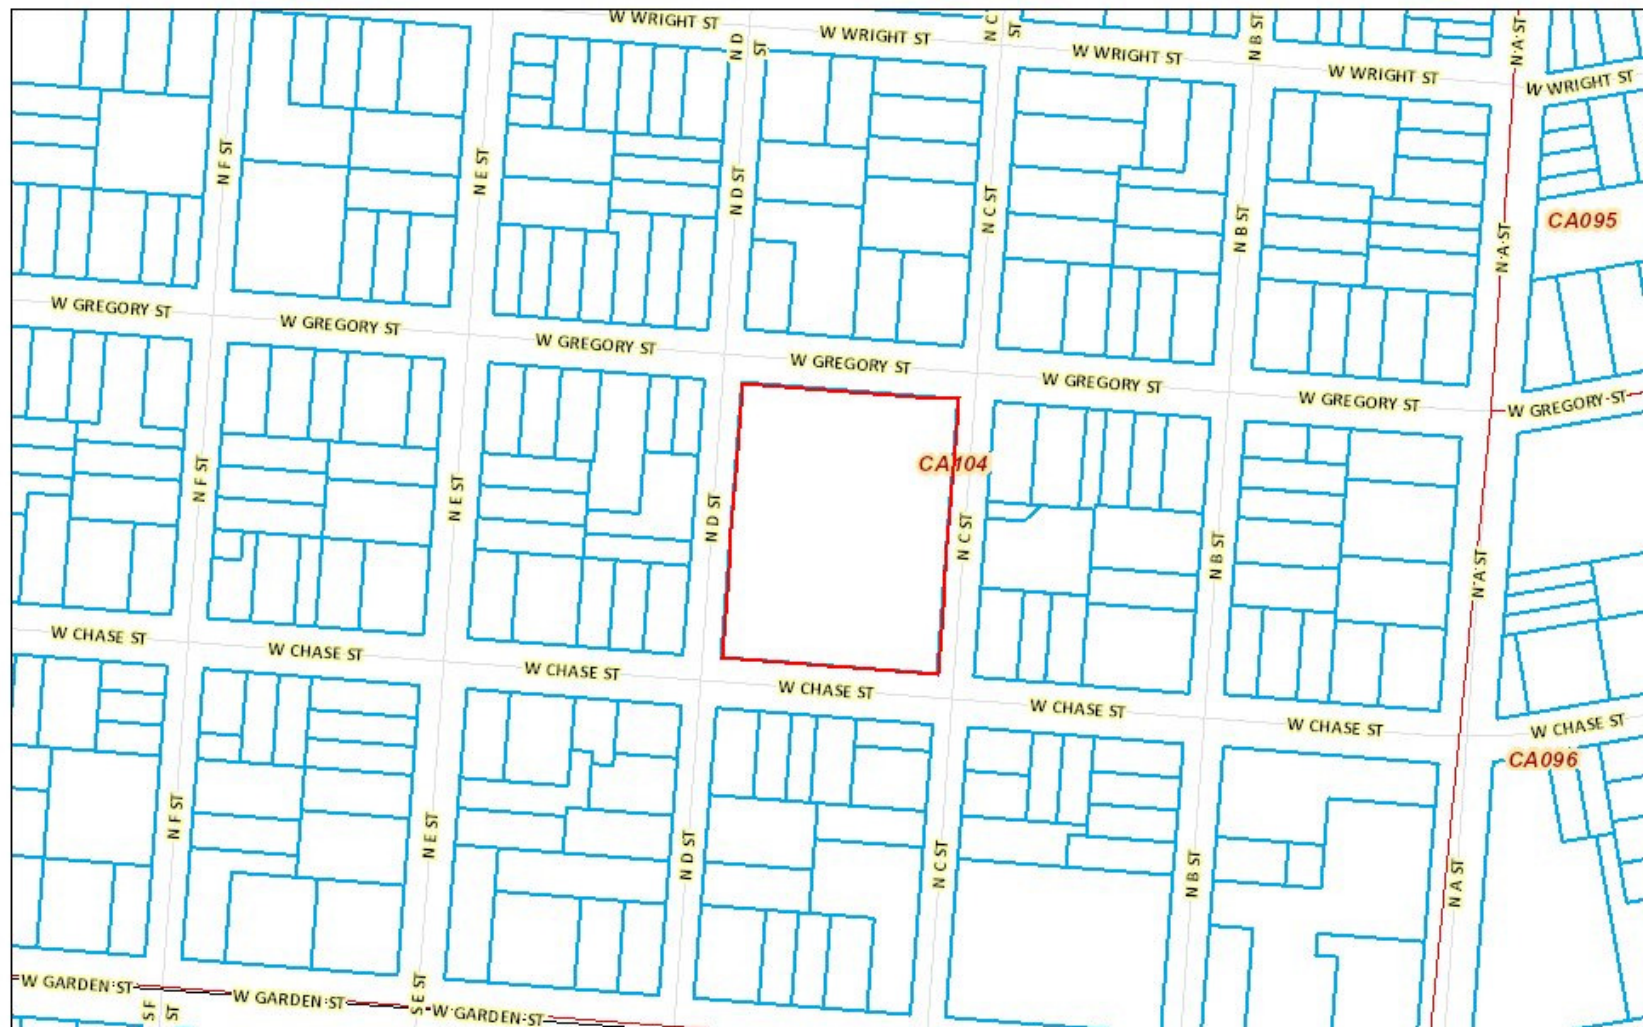 W WRIGHT ST
W WRIGHT ST
W WRIGHT ST
W WRIGHT ST
W WRIGHT ST
N D
ST
N C
ST
N B ST
N A ST
N F ST
N E ST
N D ST
N C ST
N B ST
N A ST
CA095
W GREGORY ST
W GREGORY ST
W GREGORY ST
W GREGORY ST
W GREGORY ST
W GREGORY ST
W GREGORY ST
CA104
N F ST
N E ST
N D ST
N C ST
N B ST
N A ST
W CHASE ST
W CHASE ST
W CHASE ST
W CHASE ST
W CHASE ST
W CHASE ST
W CHASE ST
CA096
N F ST
N E ST
N D ST
N C ST
N B ST
N A ST
W GARDEN ST
W GARDEN ST
W GARDEN ST
S F
ST
S E ST